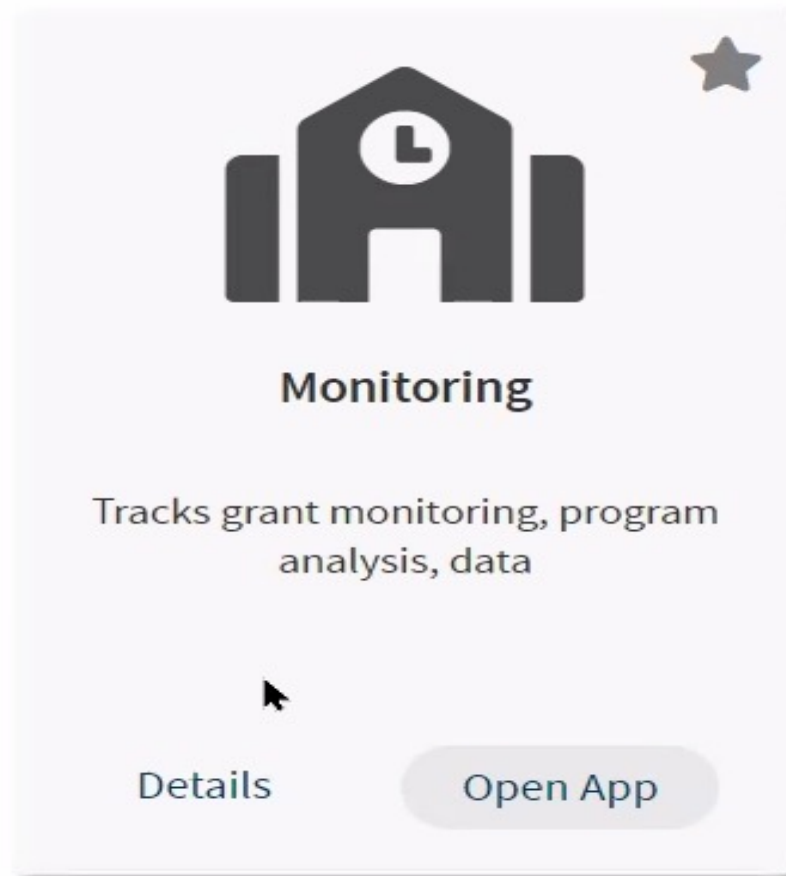 Monitoring
Tracks grant monitoring, program
analysis, data
Details
Open App